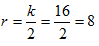 r = k/2 = 16/2 = 8